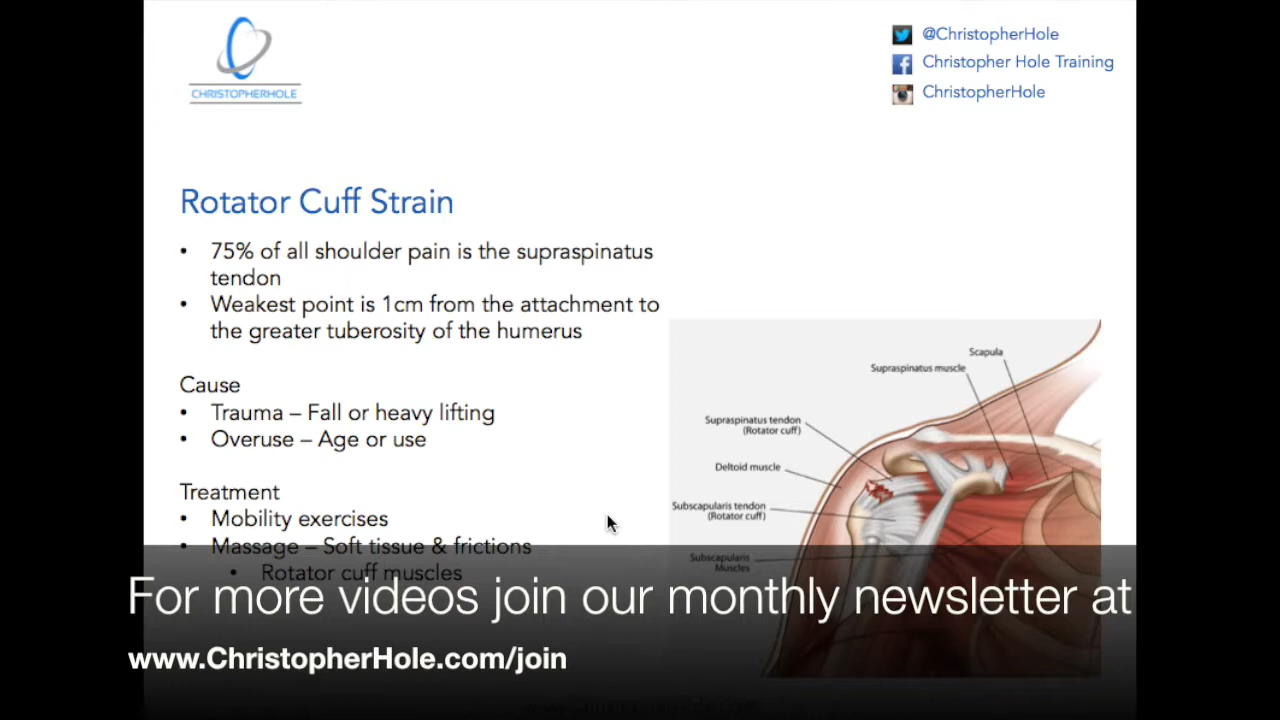 CHRISTOPHERHOLE
@ChristopherHole
Christopher Hole Training
ChristopherHole
Rotator Cuff Strain
• 75% of all shoulder pain is the supraspinatus
tendon
• Weakest point is 1cm from the attachment to
the greater tuberosity of the humerus
Cause
• Trauma – Fall or heavy lifting
• Overuse – Age or use
Treatment
• Mobility exercises
• Massage – Soft tissue & frictions
• Rotator cuff muscles
Scapula
Supraspinatus muscle
Supraspinatus tendon
(Rotator cuff)
Deltoid muscle
Subscapularis tendon
(Rotator cuff)
Subscapularis
Muscles
For more videos join our monthly newsletter at
www.ChristopherHole.com/join